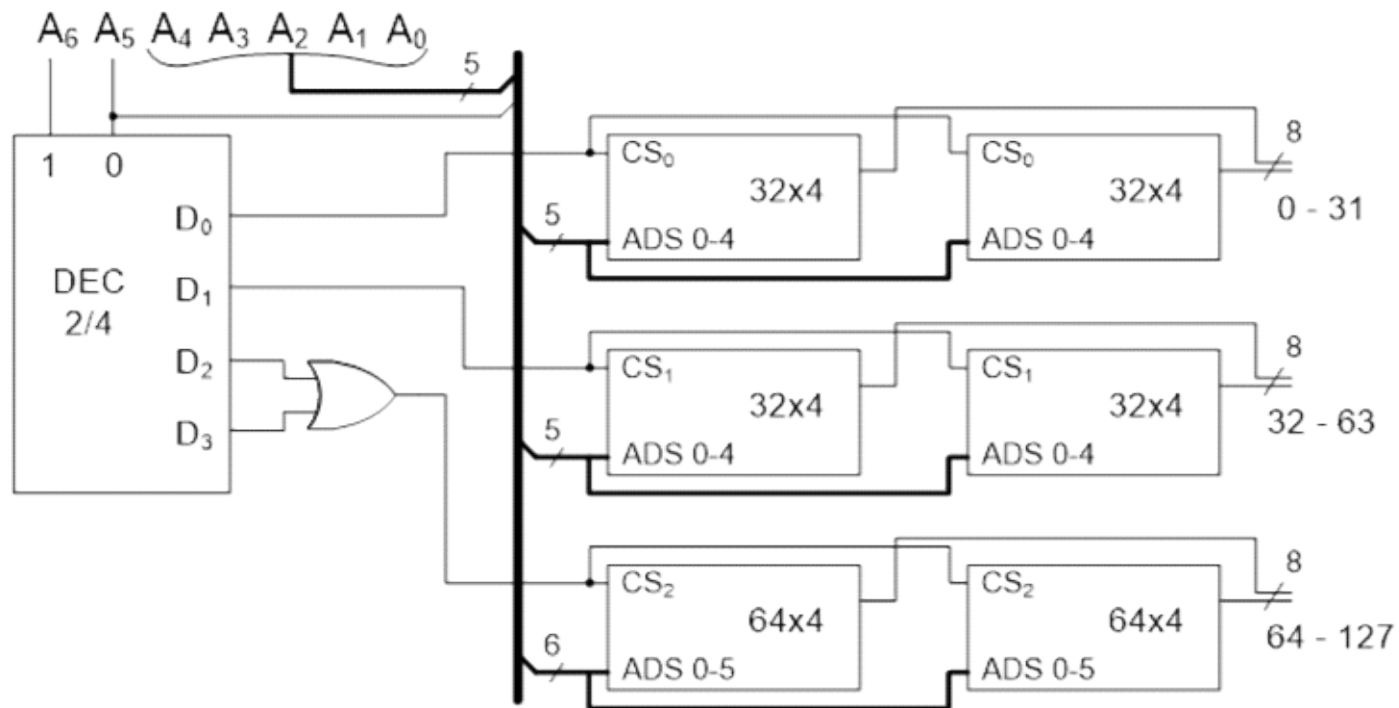 A₆ A₅ A₄ A₃ A₂ A₁ A₀
5
1 0
DEC
2/4
D₀
D₁
D₂
D₃
CS₀
32x4
5
ADS 0-4
CS₀
32x4
ADS 0-4
8
0 - 31
CS₁
32x4
5
ADS 0-4
CS₁
32x4
ADS 0-4
8
32 - 63
CS₂
64x4
6
ADS 0-5
CS₂
64x4
ADS 0-5
8
64 - 127